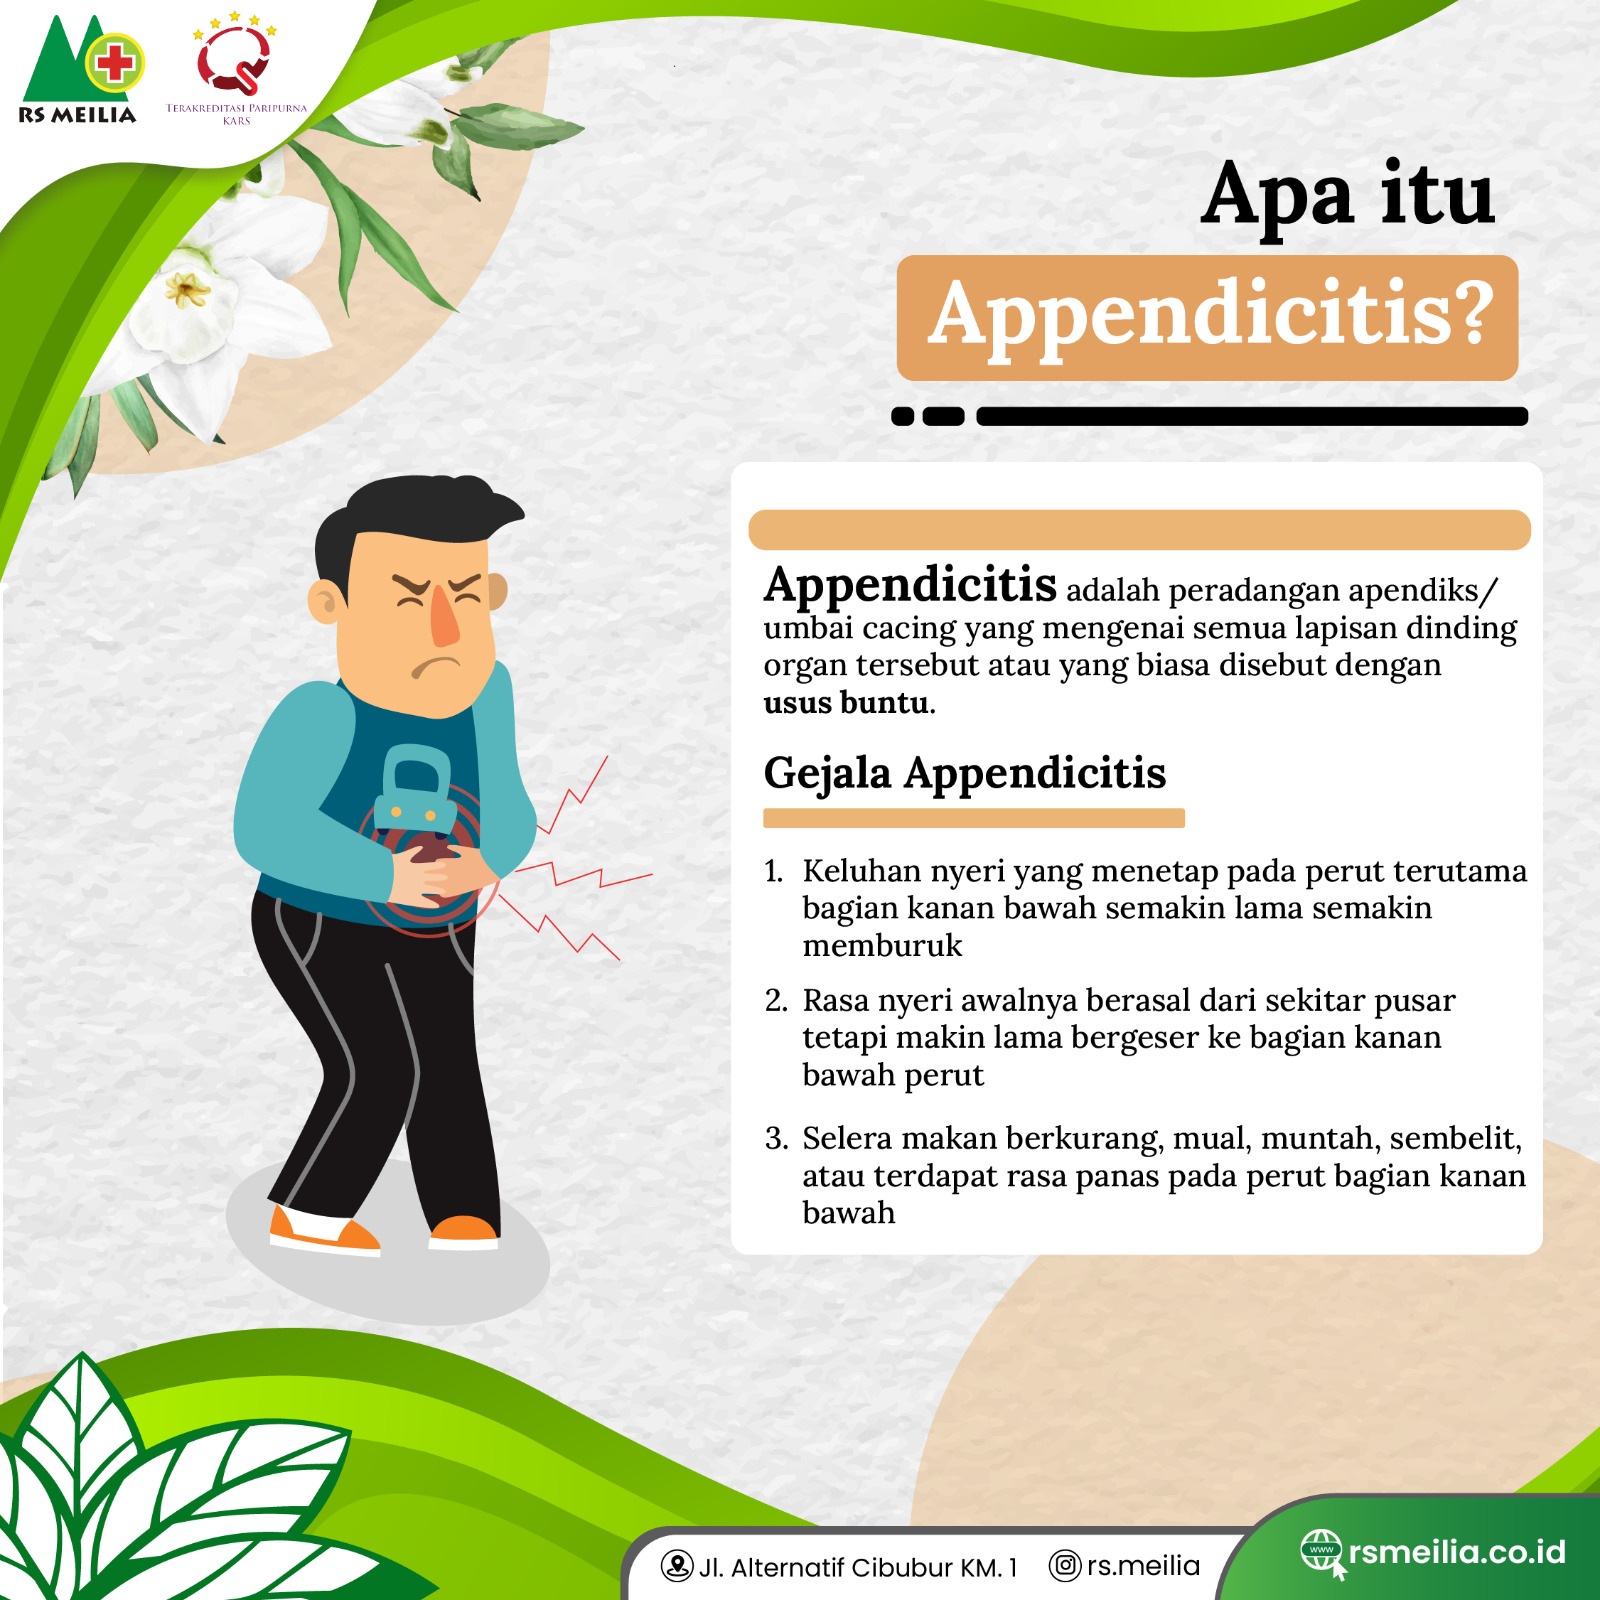 RS MEILIA
TERAKREDITASI PARIPURNA
KARS
Apa itu
Appendicitis?
Appendicitis adalah peradangan apendiks/
umbai cacing yang mengenai semua lapisan dinding
organ tersebut atau yang biasa disebut dengan
usus buntu.
Gejala Appendicitis
1. Keluhan nyeri yang menetap pada perut terutama
bagian kanan bawah semakin lama semakin
memburuk
2. Rasa nyeri awalnya berasal dari sekitar pusar
tetapi makin lama bergeser ke bagian kanan
bawah perut
3. Selera makan berkurang, mual, muntah, sembelit,
atau terdapat rasa panas pada perut bagian kanan
bawah
Jl. Alternatif Cibubur KM. 1
rs.meilia
www
rsmeilia.co.id